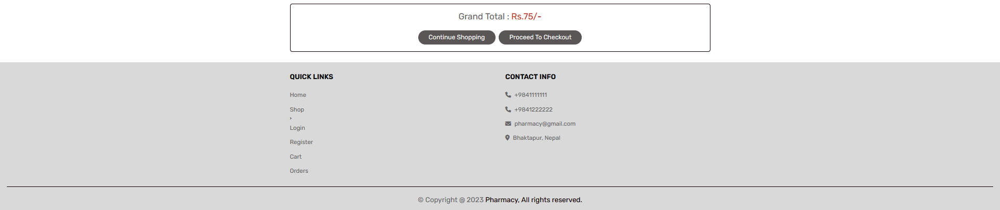 Grand Total : Rs.75/-
Continue Shopping Proceed To Checkout
QUICK LINKS
Home
Shop
›
Login
Register
Cart
Orders
CONTACT INFO
+9841111111
+9841222222
pharmacy@gmail.com
Bhaktapur, Nepal
© Copyright @ 2023 Pharmacy, All rights reserved.